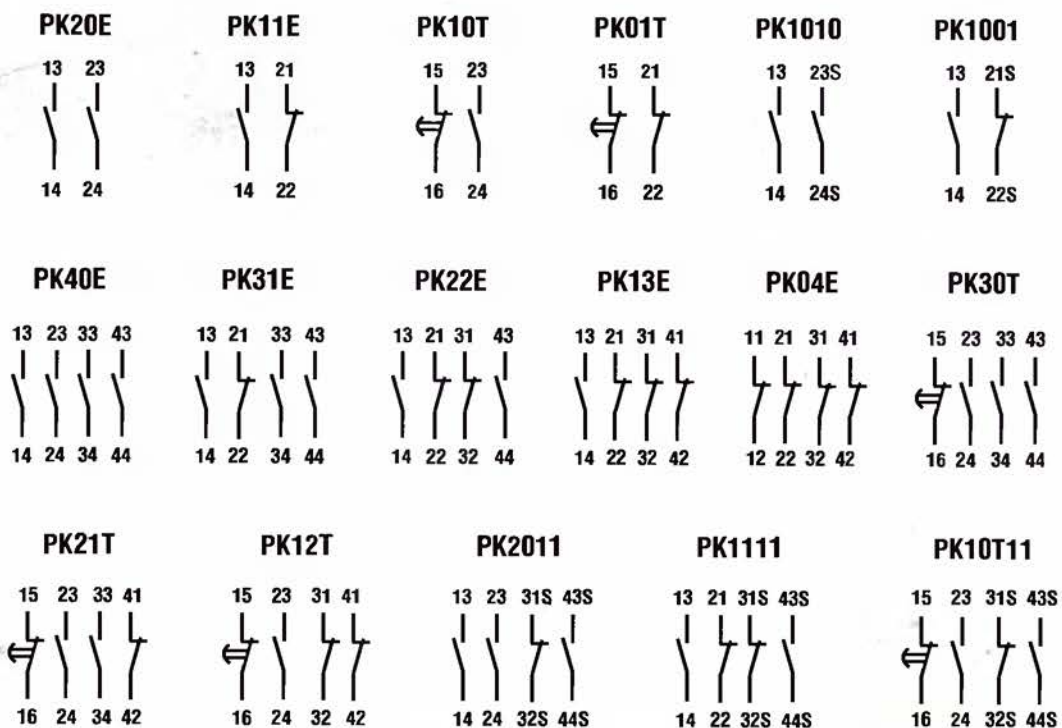 PK20E PK11E PK10T PK01T PK1010 PK1001
13 23 13 21 15 23 15 21 13 23S 13 21S
14 24 14 22 16 24 16 22 14 24S 14 22S
PK40E PK31E PK22E PK13E PK04E PK30T
13 23 33 43 13 21 33 43 13 21 31 43 13 21 31 41 11 21 31 41 15 23 33 43
14 24 34 44 14 22 34 44 14 22 32 44 14 22 32 42 12 22 32 42 16 24 34 44
PK21T PK12T PK2011 PK1111 PK10T11
15 23 33 41 15 23 31 41 13 23 31S 43S 13 21 31S 43S 15 23 31S 43S
16 24 34 42 16 24 32 42 14 24 32S 44S 14 22 32S 44S 16 24 32S 44S